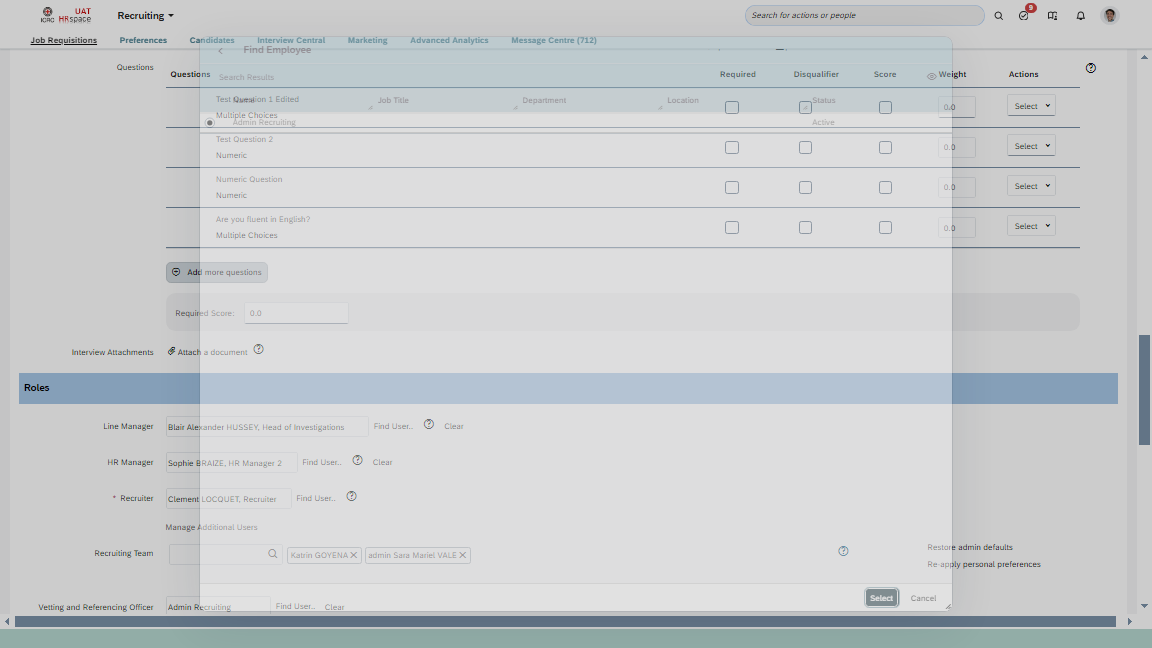 ICRC UAT HRspace Recruiting Search for actions or people 9
Job Requisitions Preferences Candidates Interview Central Marketing Advanced Analytics Message Centre (712)
Find Employee
Questions Questions Required Disqualifier Score Weight Actions
Search Results
Name Job Title Department Location Status
Test Question 1 Edited 0.0 Select
Multiple Choices
Admin Recruiting Active
Test Question 2 0.0 Select
Numeric
Numeric Question 0.0 Select
Numeric
Are you fluent in English? 0.0 Select
Multiple Choices
Add more questions
Required Score: 0.0
Interview Attachments Attach a document
Roles
Line Manager Blair Alexander HUSSEY, Head of Investigations Find User.. Clear
HR Manager Sophie BRAIZE, HR Manager 2 Find User.. Clear
* Recruiter Clement LOCQUET, Recruiter Find User..
Manage Additional Users
Recruiting Team Katrin GOYENA admin Sara Mariel VALE Restore admin defaults
Re-apply personal preferences
Select Cancel
Vetting and Referencing Officer Admin Recruiting Find User.. Clear